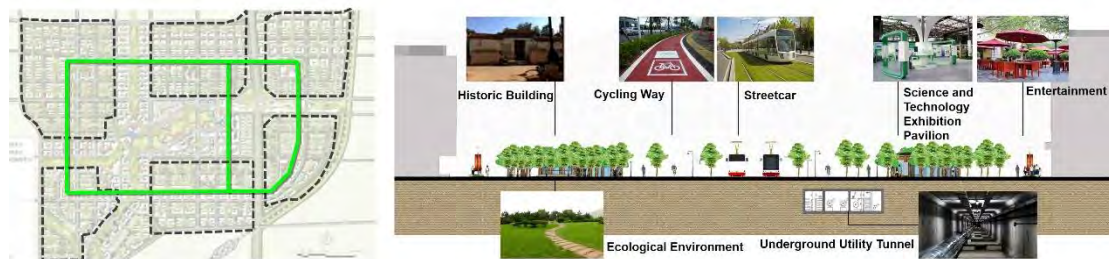 Historic Building
Cycling Way
Streetcar
Science and
Technology
Exhibition
Pavilion
Entertainment
Ecological Environment
Underground Utility Tunnel